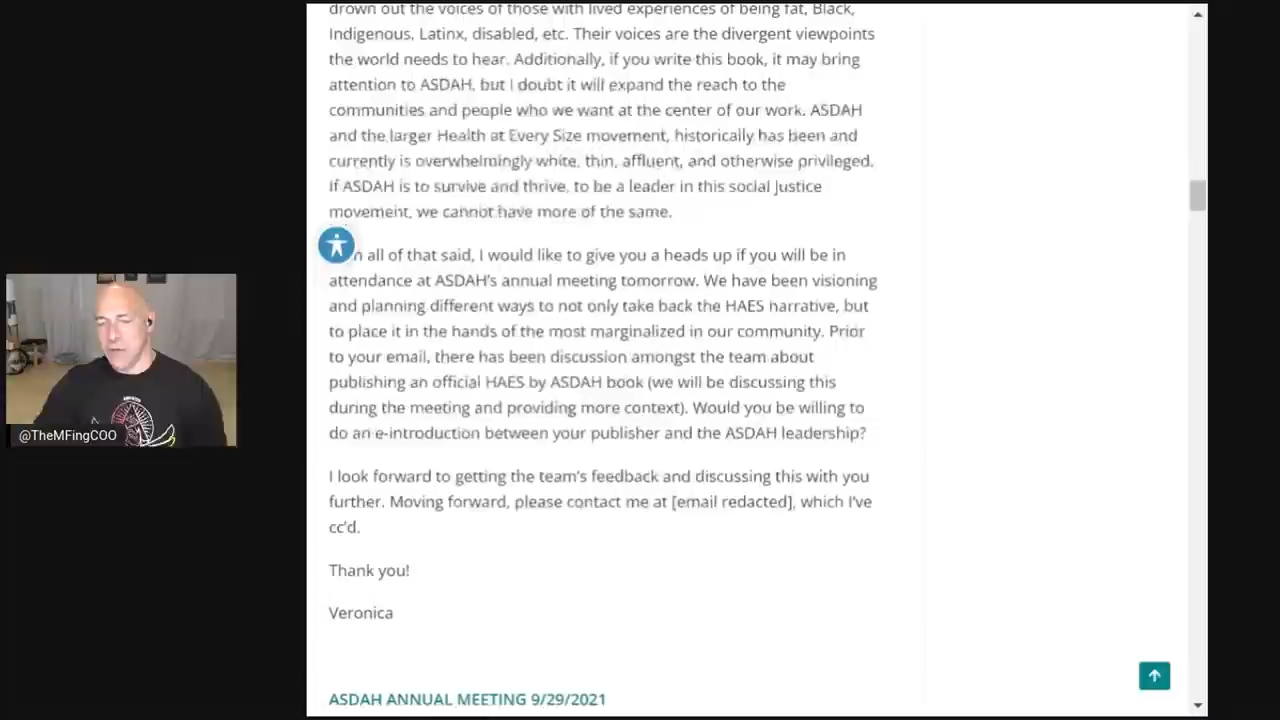 drown out the voices of those with lived experiences of being fat, Black,
Indigenous, Latinx, disabled, etc. Their voices are the divergent viewpoints
the world needs to hear. Additionally, if you write this book, it may bring
attention to ASDAH, but I doubt it will expand the reach to the
communities and people who we want at the center of our work. ASDAH
and the larger Health at Every Size movement, historically has been and
currently is overwhelmingly white, thin, affluent, and otherwise privileged.
If ASDAH is to survive and thrive, to be a leader in this social justice
movement, we cannot have more of the same.
all of that said, I would like to give you a heads up if you will be in
attendance at ASDAH's annual meeting tomorrow. We have been visioning
and planning different ways to not only take back the HAES narrative, but
to place it in the hands of the most marginalized in our community. Prior
to your email, there has been discussion amongst the team about
publishing an official HAES by ASDAH book (we will be discussing this
during the meeting and providing more context). Would you be willing to
do an e-introduction between your publisher and the ASDAH leadership?
I look forward to getting the team's feedback and discussing this with you
further. Moving forward, please contact me at [email redacted], which I've
cc'd.
Thank you!
Veronica
ASDAH ANNUAL MEETING 9/29/2021
@TheMFingCOO